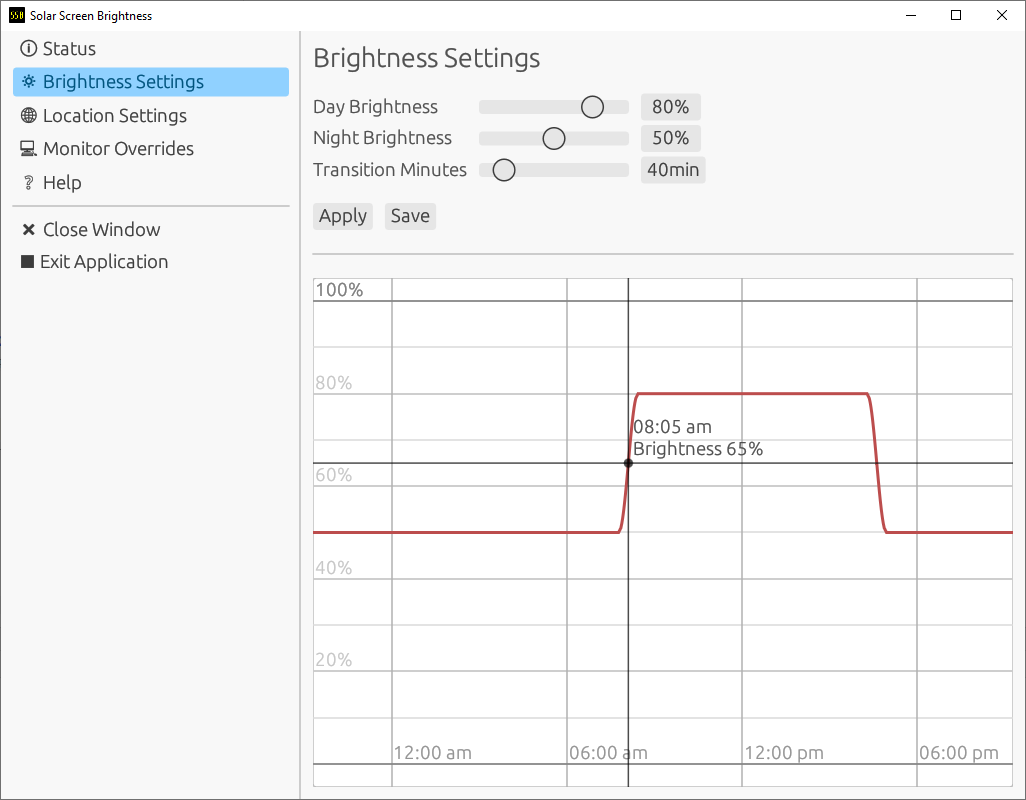 SSB Solar Screen Brightness
Status
Brightness Settings
Location Settings
Monitor Overrides
Help
Close Window
Exit Application
Brightness Settings
Day Brightness 80%
Night Brightness 50%
Transition Minutes 40min
Apply Save
100%
80%
08:05 am
Brightness 65%
60%
40%
20%
12:00 am 06:00 am 12:00 pm 06:00 pm